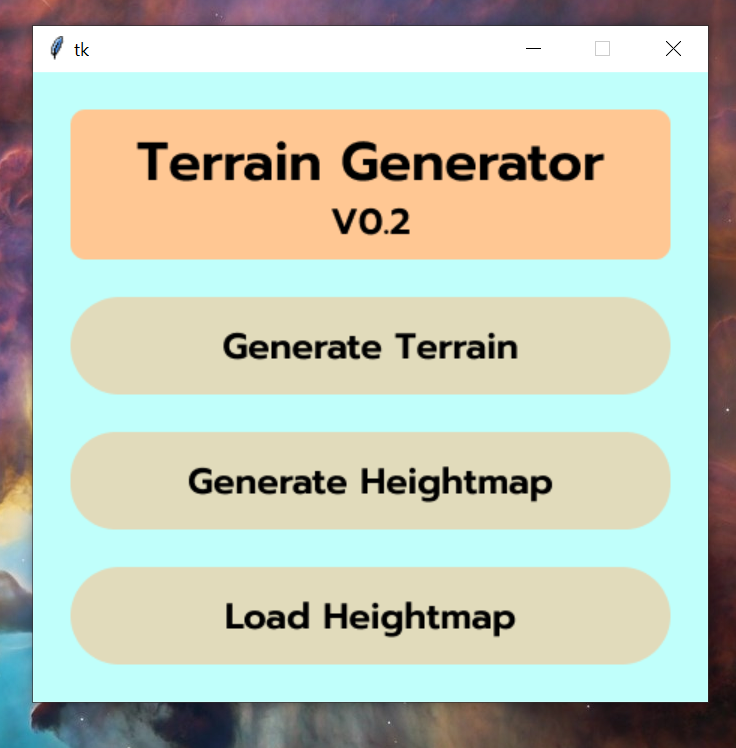 tk
Terrain Generator
V0.2
Generate Terrain
Generate Heightmap
Load Heightmap